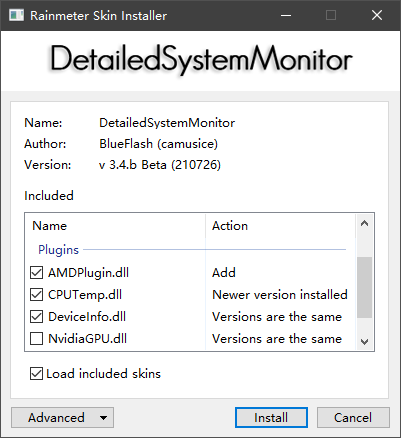 Rainmeter Skin Installer
DetailedSystemMonitor
Name: DetailedSystemMonitor
Author: BlueFlash (camusice)
Version: v 3.4.b Beta (210726)
Included
Name Action
Plugins
AMDPlugin.dll Add
CPUTemp.dll Newer version installed
DeviceInfo.dll Versions are the same
NvidiaGPU.dll Versions are the same
Load included skins
Advanced Install Cancel